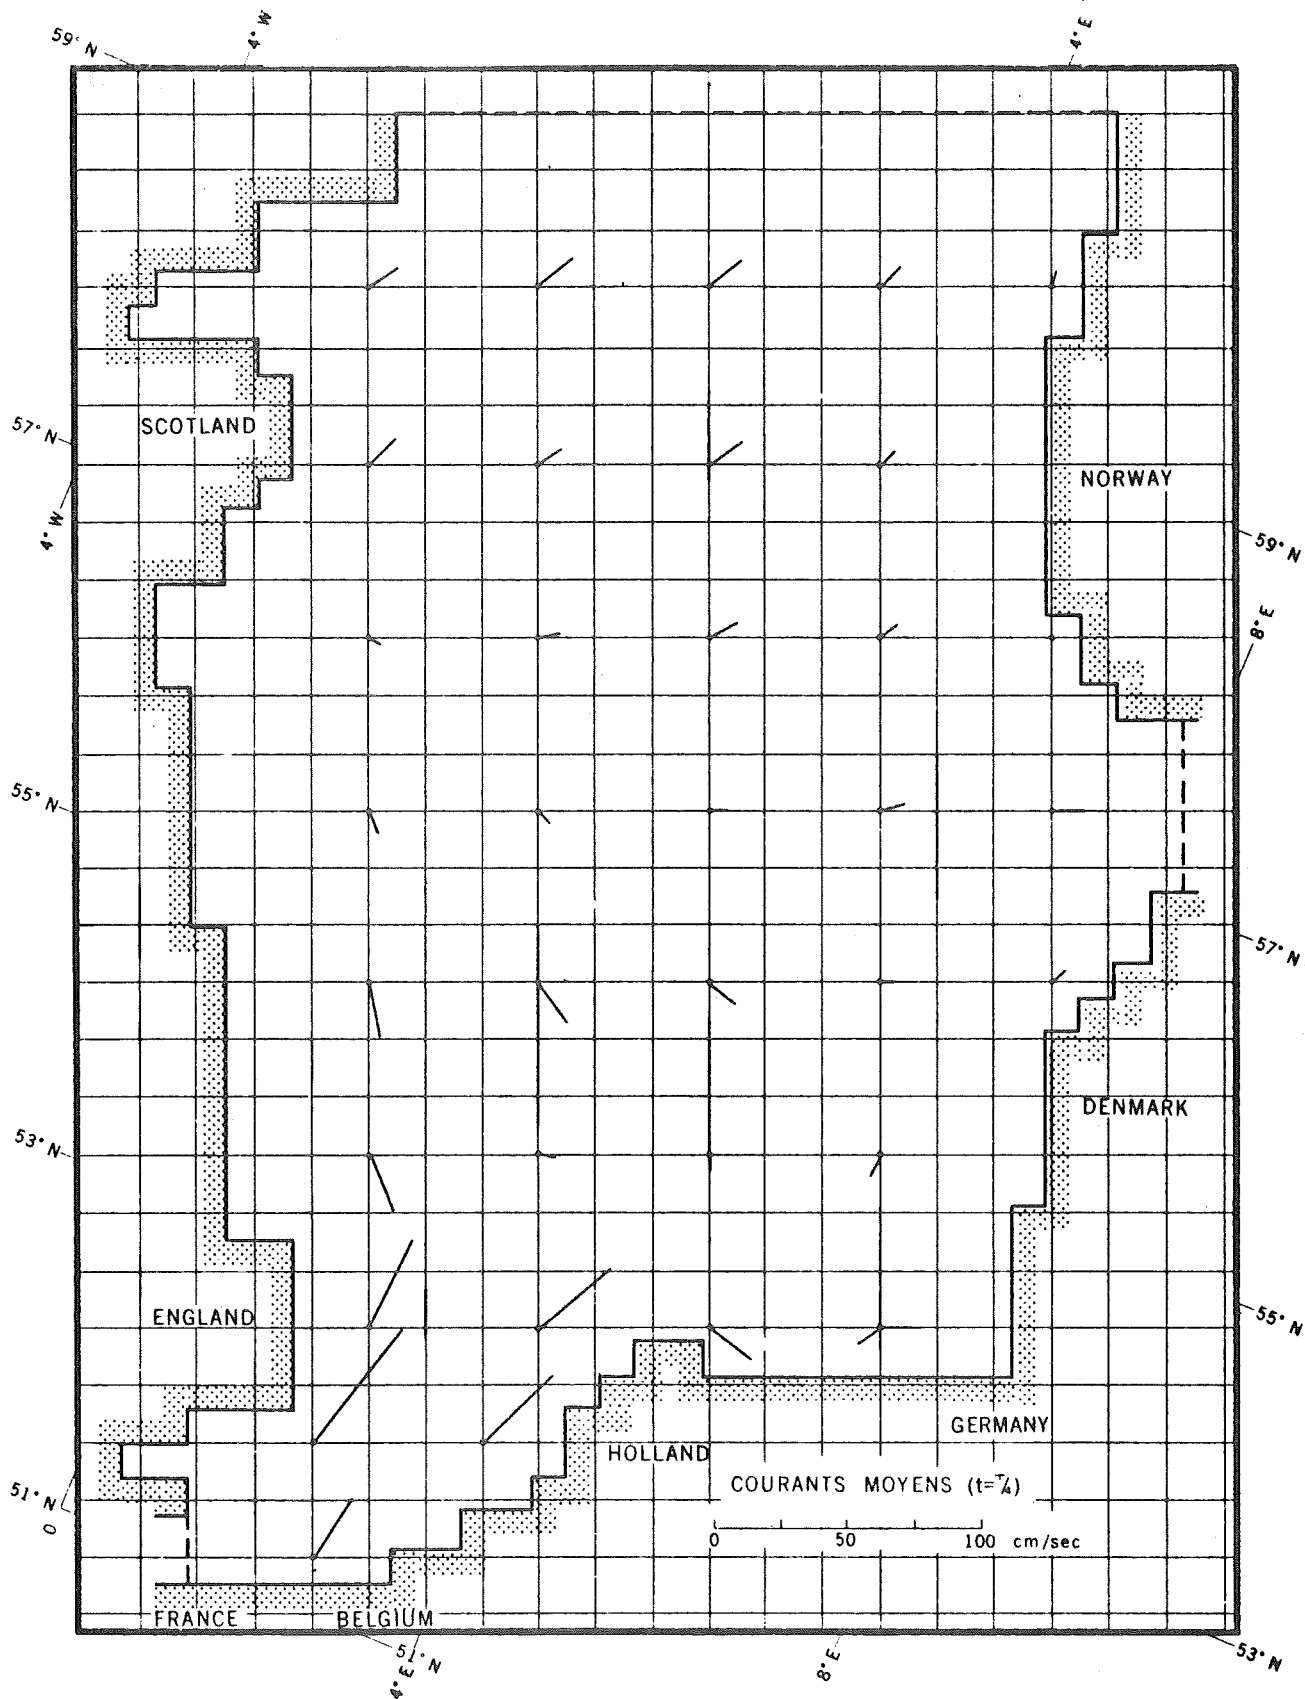 59° N
4° W
4° E
SCOTLAND
57° N
4° W
NORWAY
59° N
8° E
55° N
57° N
DENMARK
53° N
ENGLAND
55° N
GERMANY
HOLLAND
COURANTS MOYENS (t=T/4)
0 50 100 cm/sec
51° N
0
FRANCE
BELGIUM
51° N
4° E
8° E
53° N